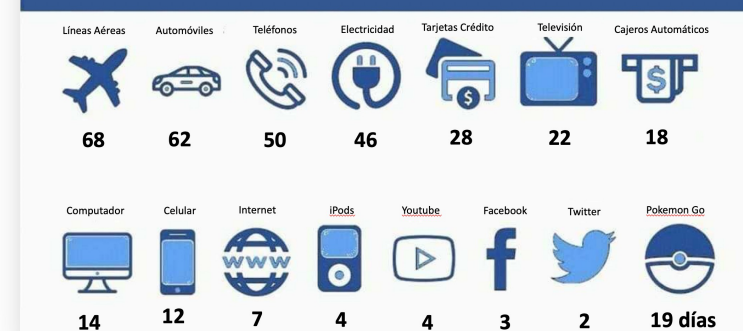 Líneas Aéreas Automóviles Teléfonos Electricidad Tarjetas Crédito Televisión Cajeros Automáticos
$ $
68 62 50 46 28 22 18
Computador Celular Internet iPods Youtube Facebook Twitter Pokemon Go
www f
14 12 7 4 4 3 2 19 días